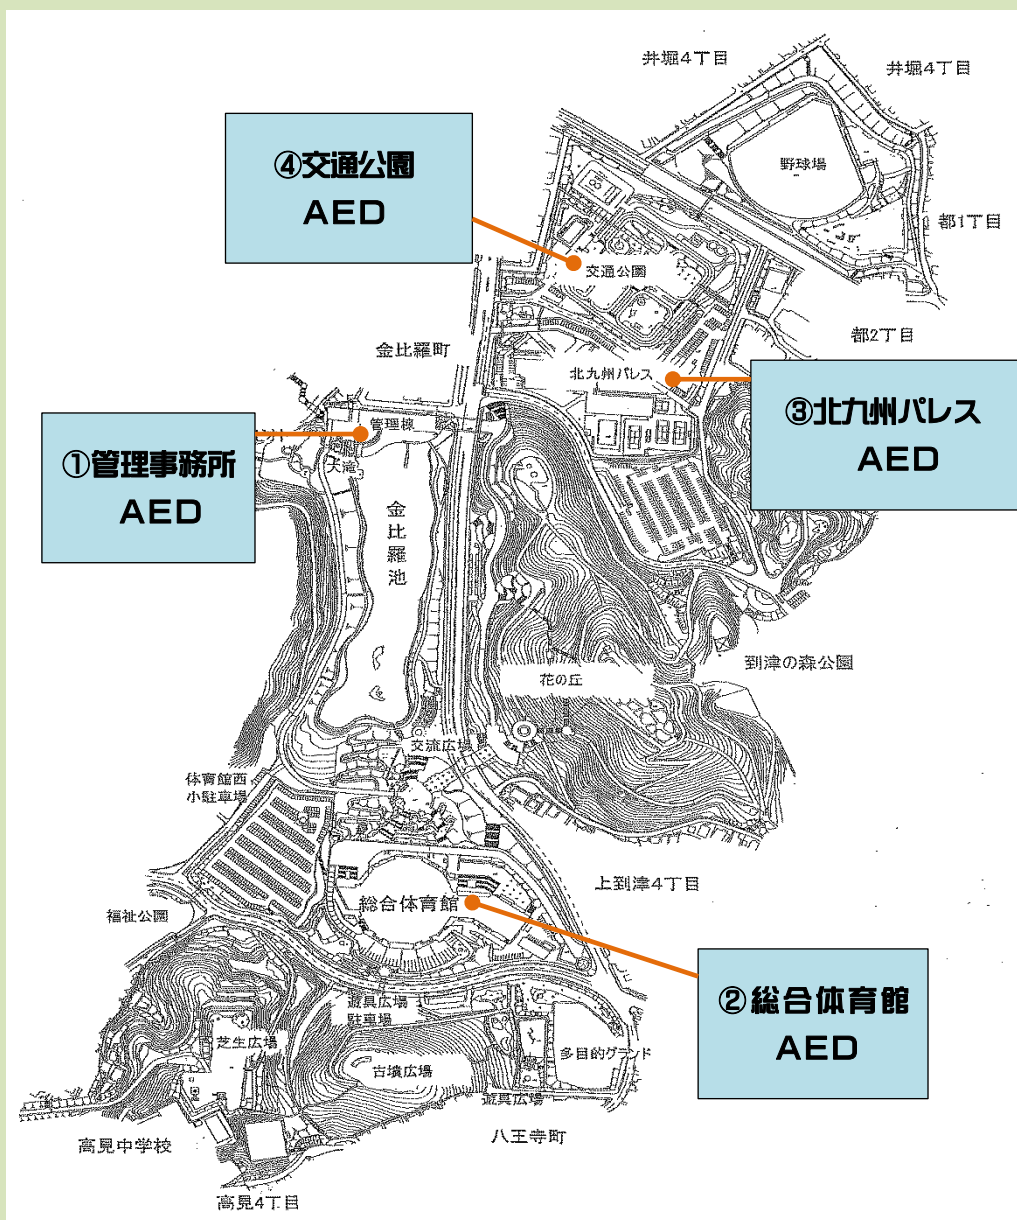 井堀4丁目
井堀4丁目
④交通公園
AED
野球場
都1丁目
交通公園
都2丁目
金比羅町
北九州パレス
③北九州パレス
AED
管理棟
①管理事務所
AED
大滝
金比羅池
到津の森公園
花の丘
交流広場
体育館西
小駐車場
上到津4丁目
総合体育館
福祉公園
②総合体育館
AED
遊具広場
駐車場
芝生広場
多目的グランド
古墳広場
遊具広場
高見中学校
八王寺町
高見4丁目